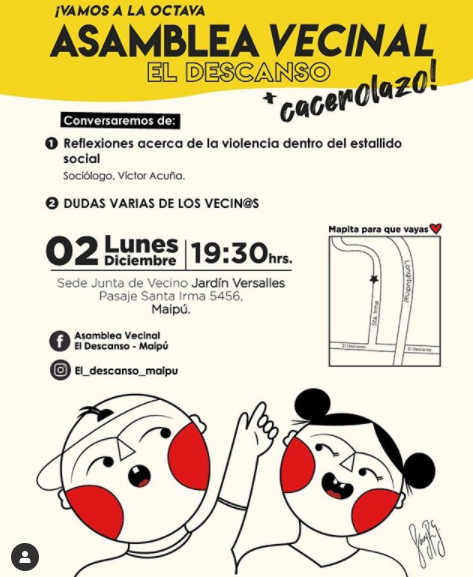 ¡VAMOS A LA OCTAVA
ASAMBLEA VECINAL
EL DESCANSO
+ cacerolazo!
Conversaremos de:
1 Reflexiones acerca de la violencia dentro del estallido
social
Sociólogo, Víctor Acuña.
2 DUDAS VARIAS DE LOS VECIN@S
02 Lunes Diciembre 19:30hrs.
Sede Junta de Vecino Jardín Versalles
Pasaje Santa Irma 5456,
Maipú.
Mapita para que vayas
Sta. Irma
Longitudinal
El Descanso
El Descanso
Asamblea Vecinal
El Descanso - Maipú
El_descanso_maipu